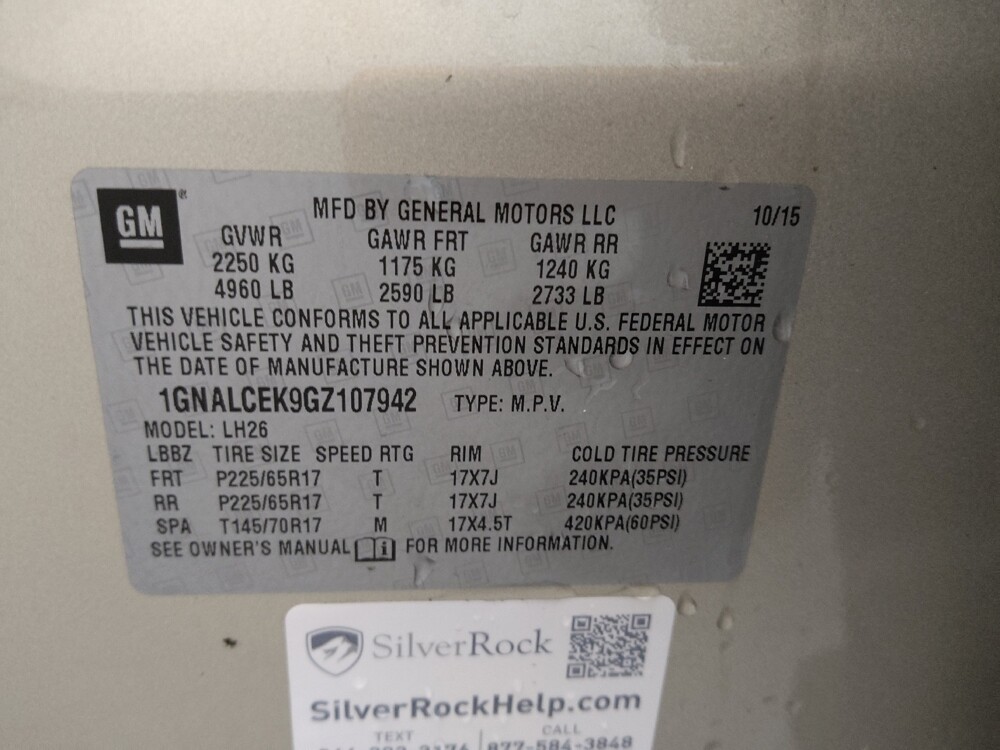 GM ®
MFD BY GENERAL MOTORS LLC 10/15
GVWR GAWR FRT GAWR RR
2250 KG 1175 KG 1240 KG
4960 LB 2590 LB 2733 LB
THIS VEHICLE CONFORMS TO ALL APPLICABLE U.S. FEDERAL MOTOR
VEHICLE SAFETY AND THEFT PREVENTION STANDARDS IN EFFECT ON
THE DATE OF MANUFACTURE SHOWN ABOVE.
1GNALCEK9GZ107942 TYPE: M.P.V.
MODEL: LH26
LBBZ TIRE SIZE SPEED RTG RIM COLD TIRE PRESSURE
FRT P225/65R17 T 17X7J 240KPA(35PSI)
RR P225/65R17 T 17X7J 240KPA(35PSI)
SPA T145/70R17 M 17X4.5T 420KPA(60PSI)
SEE OWNER'S MANUAL i FOR MORE INFORMATION.
SilverRock
SilverRockHelp.com
TEXT CALL
877-584-3848